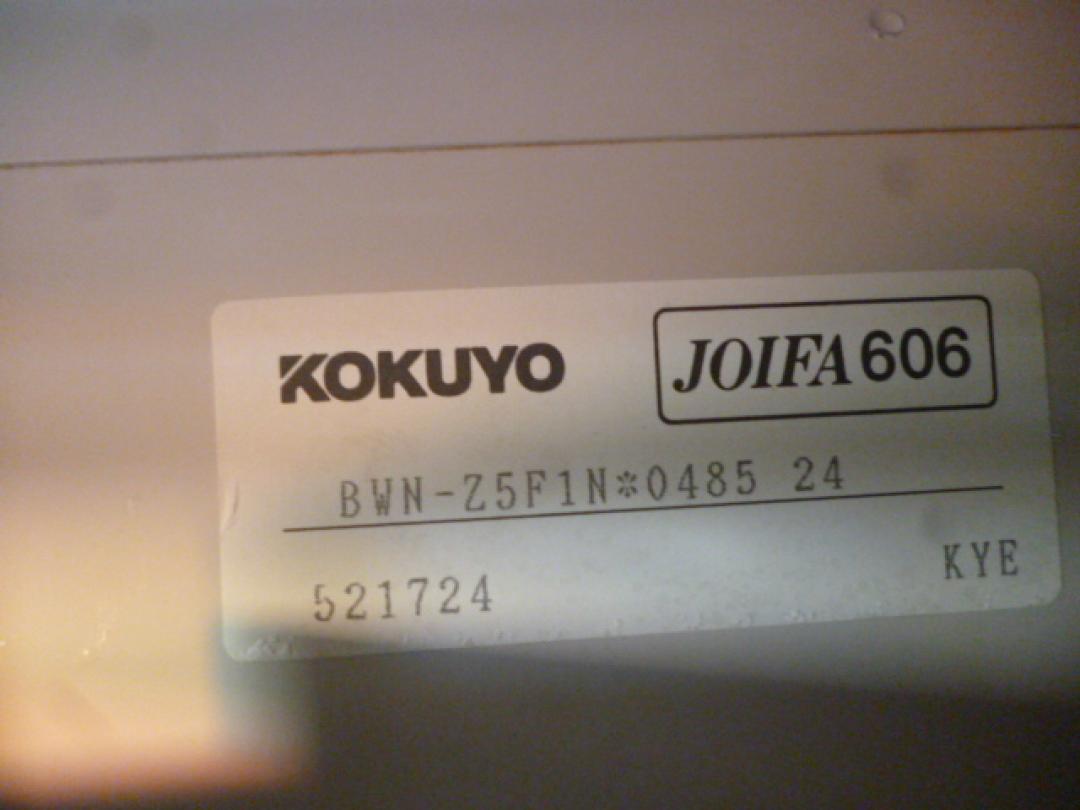 KOKUYO JOIFA 606
BWN-Z5F1N*0485 24
521724 KYE